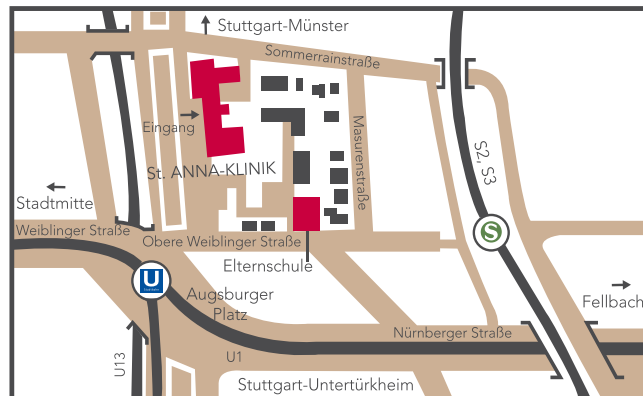 Stuttgart-Münster
Sommerrainstraße
Eingang
Masurenstraße
St. ANNA-KLINIK
S2, S3
Stadtmitte
Weiblinger Straße
Obere Weiblinger Straße
S
Elternschule
U
Augsburger
Platz
Fellbach
Nürnberger Straße
U13
U1
Stuttgart-Untertürkheim